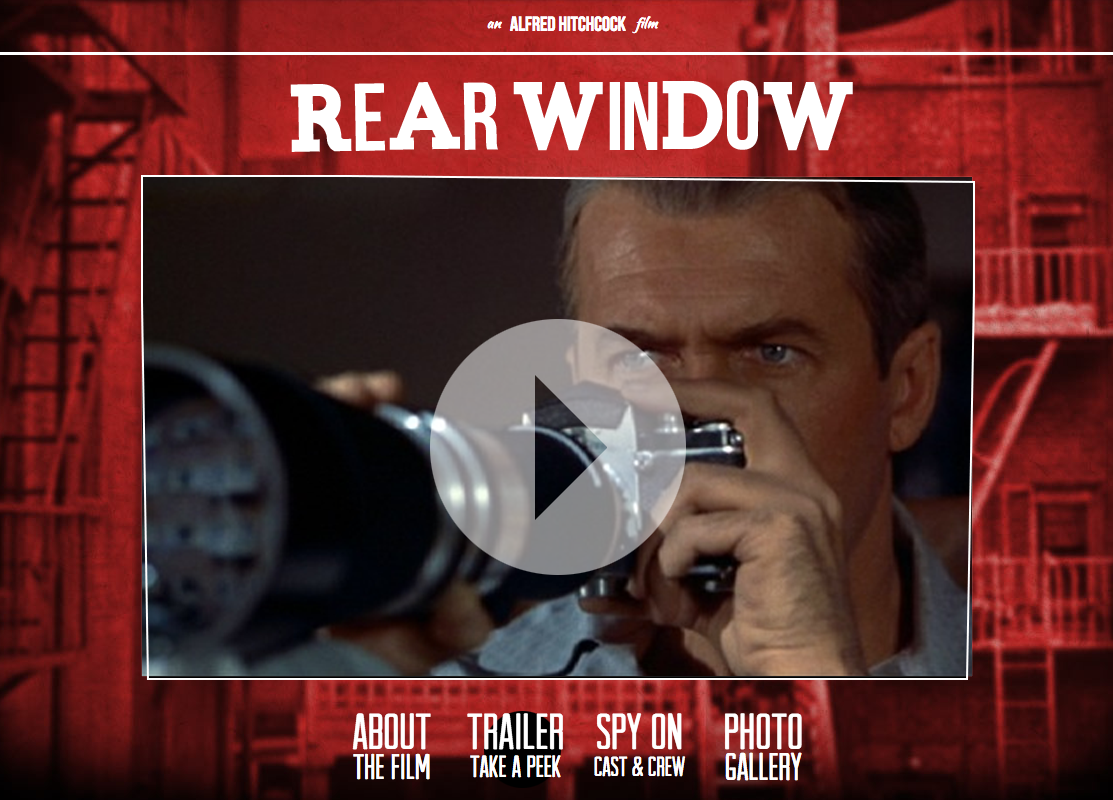 an ALFRED HITCHCOCK film
REAR WINDOW
ABOUT
THE FILM
TRAILER
TAKE A PEEK
SPY ON
CAST & CREW
PHOTO
GALLERY